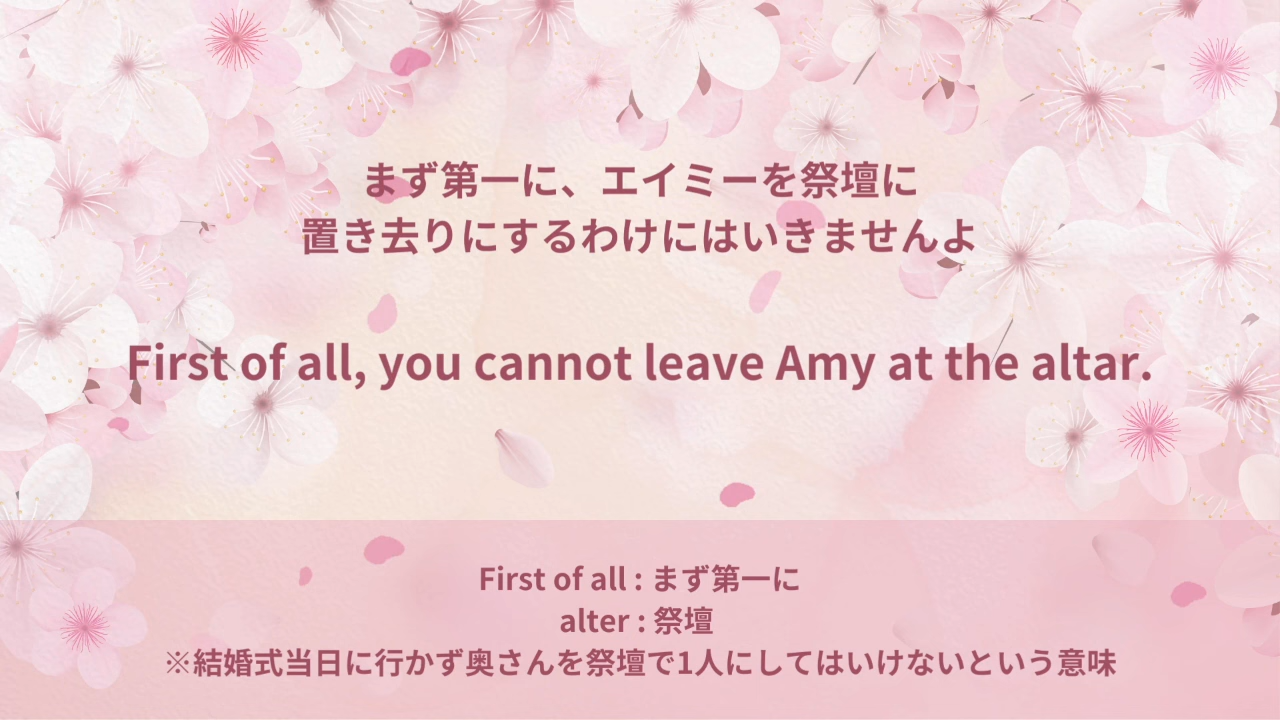 まず第一に、エイミーを祭壇に
置き去りにするわけにはいきませんよ
First of all, you cannot leave Amy at the altar.
First of all : まず第一に
alter : 祭壇
※結婚式当日に行かず奥さんを祭壇で1人にしてはいけないという意味